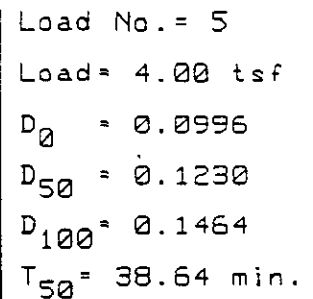 Load No.= 5
Load= 4.00 tsf
D0 = 0.0996
D50 = 0.1230
D100= 0.1464
T50= 38.64 min.